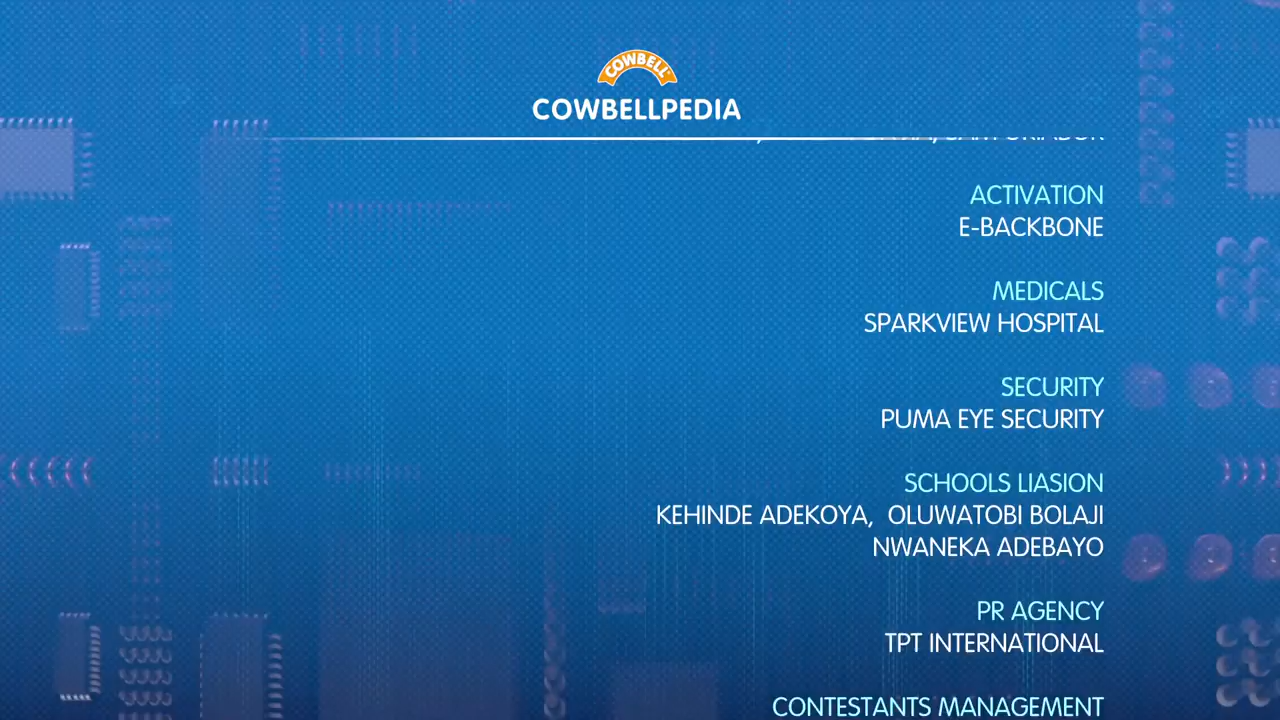 COWBELL
COWBELLPEDIA
ACTIVATION
E-BACKBONE
MEDICALS
SPARKVIEW HOSPITAL
SECURITY
PUMA EYE SECURITY
SCHOOLS LIASION
KEHINDE ADEKOYA, OLUWATOBI BOLAJI
NWANEKA ADEBAYO
PR AGENCY
TPT INTERNATIONAL
CONTESTANTS MANAGEMENT